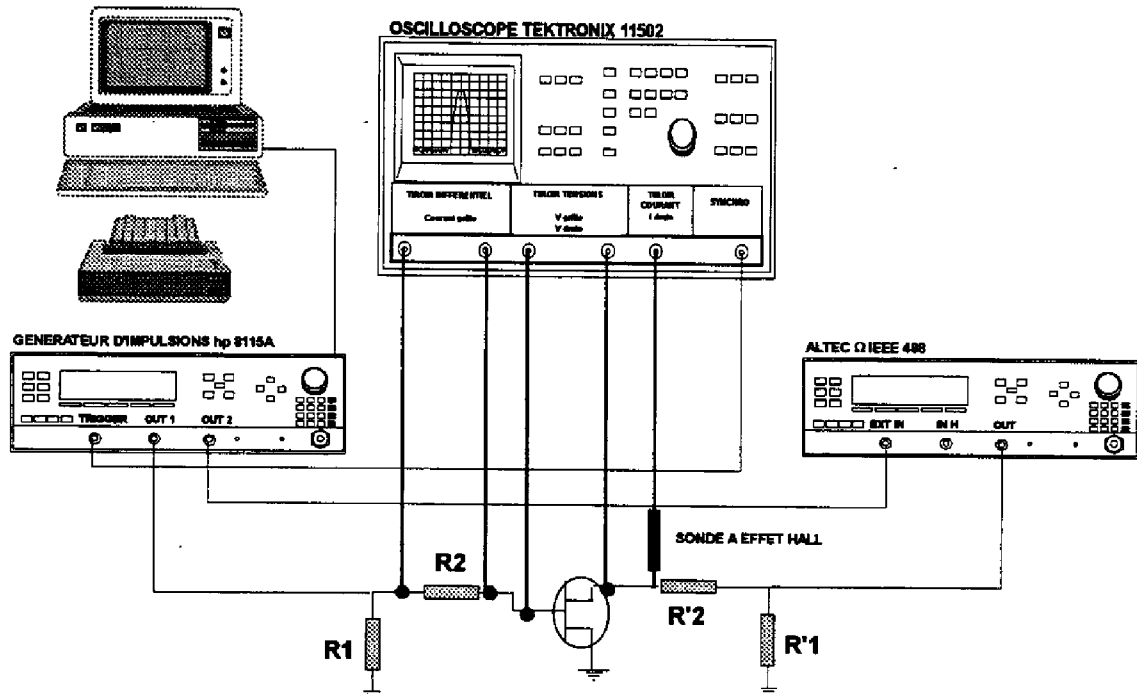 OSCILLOSCOPE TEKTRONIX 11502
TIROIR DIFFERENTIEL
Courant grille
TIROIR TENSIONS
V grille
V drain
TIROIR
COURANT
I drain
SYNCHRO
GENERATEUR D'IMPULSIONS hp 8115A
TRIGGER OUT 1 OUT 2
ALTEC Ω IEEE 488
EXT IN IN H OUT
SONDE A EFFET HALL
R2
R'2
R1
R'1